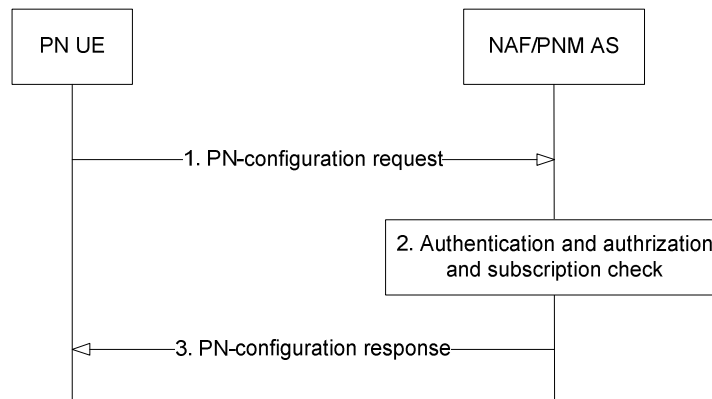 PN UE
NAF/PNM AS
1. PN-configuration request
2. Authentication and authrization
and subscription check
3. PN-configuration response